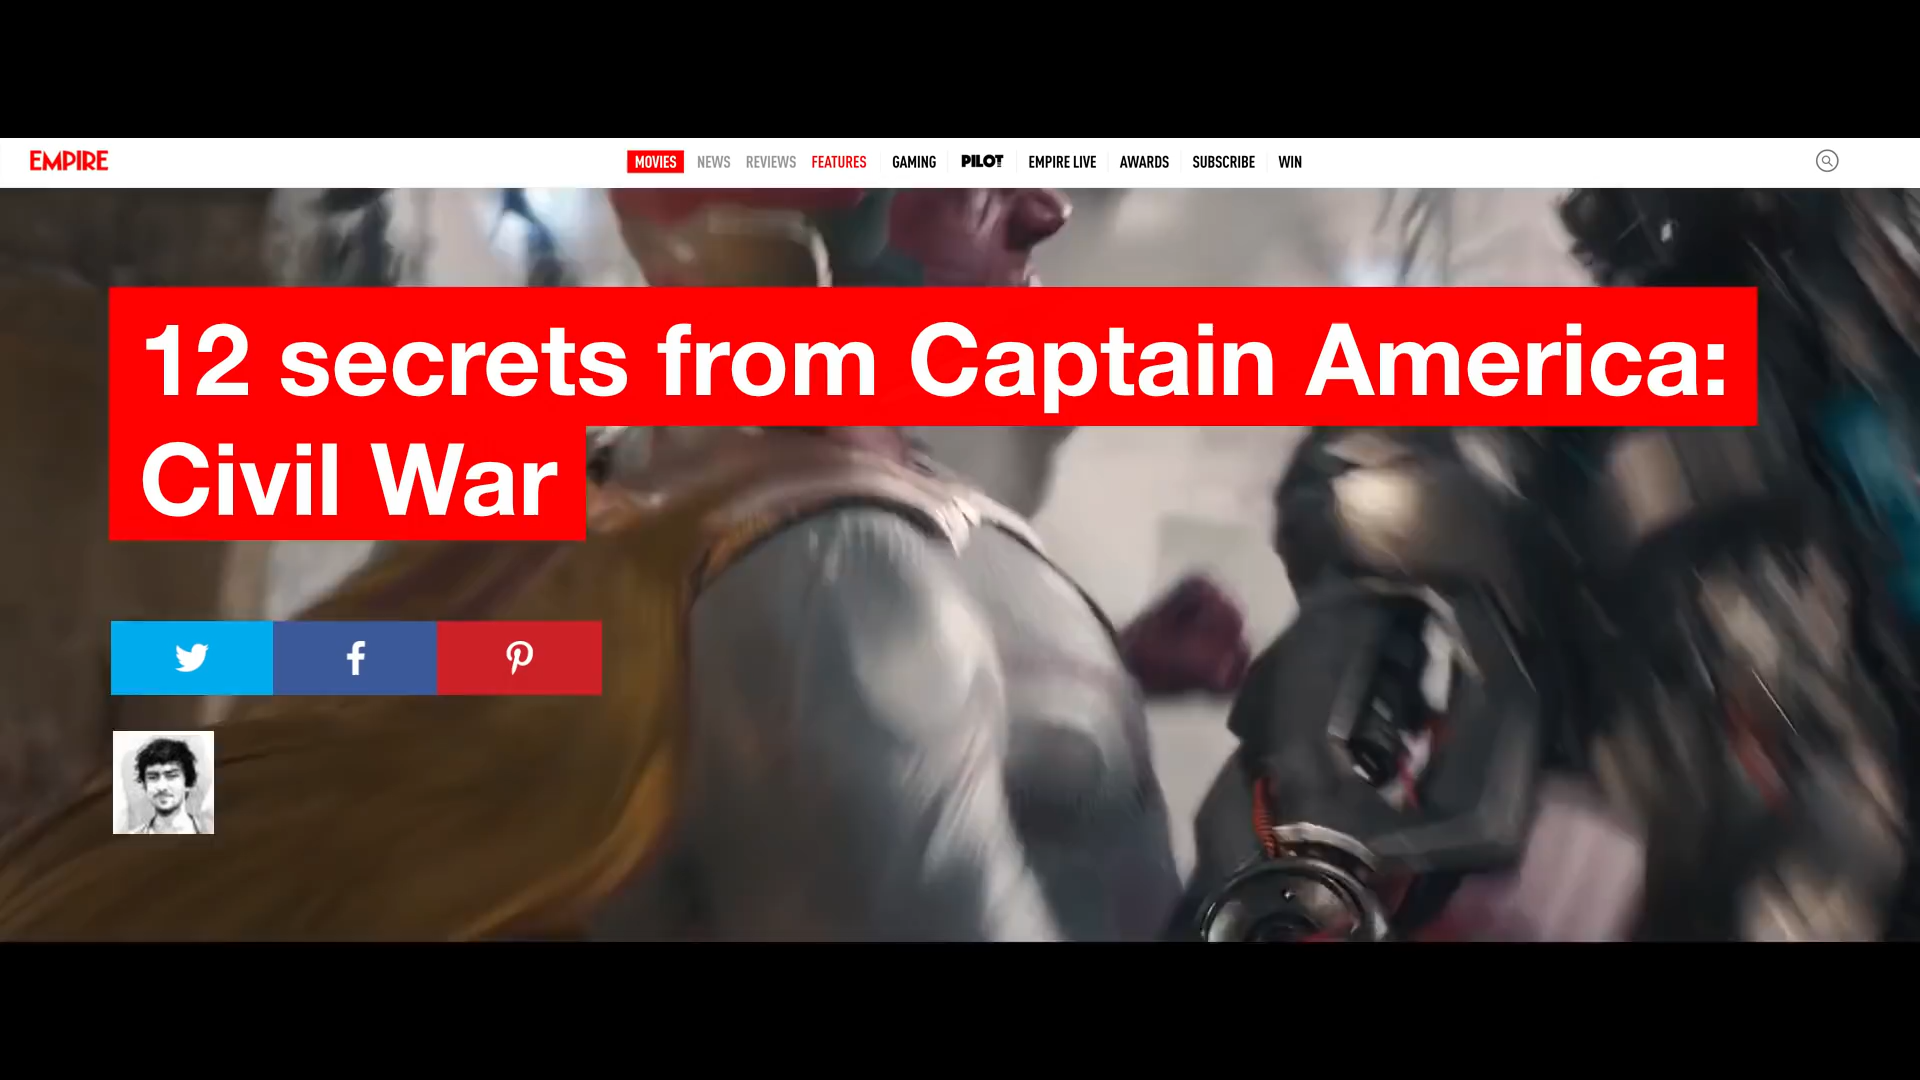 EMPIRE
MOVIES NEWS REVIEWS FEATURES GAMING PILOT EMPIRE LIVE AWARDS SUBSCRIBE WIN
12 secrets from Captain America:
Civil War